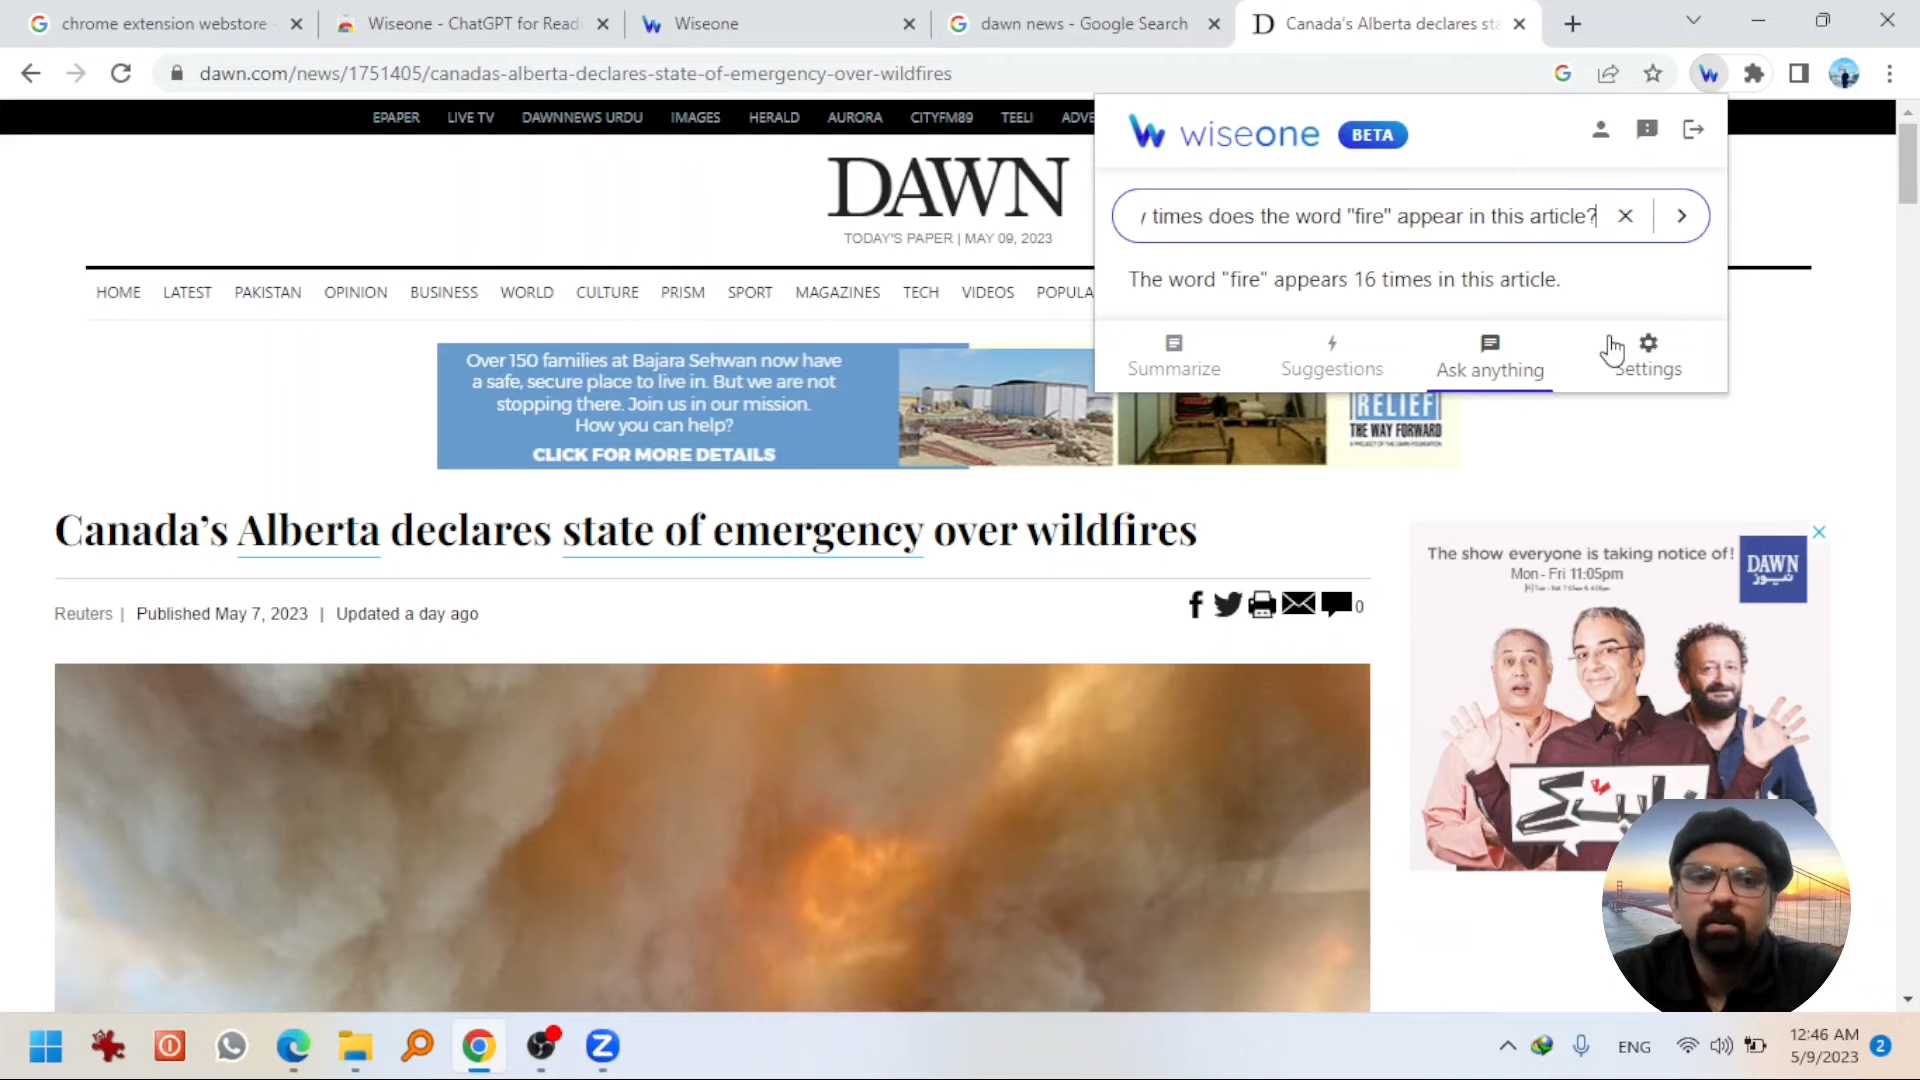 chrome extension webstore
Wiseone - ChatGPT for Readi
Wiseone
dawn news - Google Search
Canada's Alberta declares sta
dawn.com/news/1751405/canadas-alberta-declares-state-of-emergency-over-wildfires
EPAPER LIVE TV DAWNNEWS URDU IMAGES HERALD AURORA CITYFM89 TEELI ADVE
wiseone BETA
DAWN
TODAY'S PAPER | MAY 09, 2023
y times does the word "fire" appear in this article?
The word "fire" appears 16 times in this article.
Summarize Suggestions Ask anything Settings
HOME LATEST PAKISTAN OPINION BUSINESS WORLD CULTURE PRISM SPORT MAGAZINES TECH VIDEOS POPULA
Over 150 families at Bajara Sehwan now have
a safe, secure place to live in. But we are not
stopping there. Join us in our mission.
How you can help?
CLICK FOR MORE DETAILS
RELIEF
THE WAY FORWARD
A PROJECT OF THE DAWN FOUNDATION
Canada's Alberta declares state of emergency over wildfires
Reuters | Published May 7, 2023 | Updated a day ago
0
The show everyone is taking notice of!
Mon - Fri 11:05pm
DAWN
نیوز
12:46 AM
ENG
5/9/2023
2